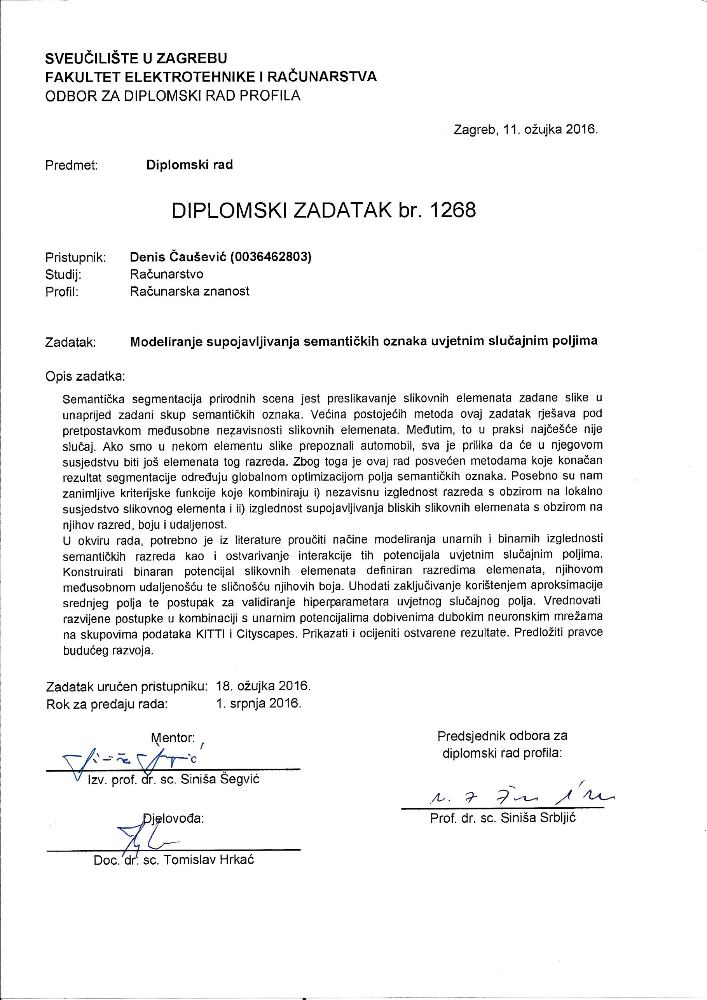 SVEUČILIŠTE U ZAGREBU
FAKULTET ELEKTROTEHNIKE I RAČUNARSTVA
ODBOR ZA DIPLOMSKI RAD PROFILA
Zagreb, 11. ožujka 2016.
Predmet: Diplomski rad
DIPLOMSKI ZADATAK br. 1268
Pristupnik: Denis Čaušević (0036462803)
Studij: Računarstvo
Profil: Računarska znanost
Zadatak: Modeliranje supojavljivanja semantičkih oznaka uvjetnim slučajnim poljima
Opis zadatka:
Semantička segmentacija prirodnih scena jest preslikavanje slikovnih elemenata zadane slike u
unaprijed zadani skup semantičkih oznaka. Većina postojećih metoda ovaj zadatak rješava pod
pretpostavkom međusobne nezavisnosti slikovnih elemenata. Međutim, to u praksi najčešće nije
slučaj. Ako smo u nekom elementu slike prepoznali automobil, sva je prilika da će u njegovom
susjedstvu biti još elemenata tog razreda. Zbog toga je ovaj rad posvećen metodama koje konačan
rezultat segmentacije određuju globalnom optimizacijom polja semantičkih oznaka. Posebno su nam
zanimljive kriterijske funkcije koje kombiniraju i) nezavisnu izglednost razreda s obzirom na lokalno
susjedstvo slikovnog elementa i ii) izglednost supojavljivanja bliskih slikovnih elemenata s obzirom na
njihov razred, boju i udaljenost.
U okviru rada, potrebno je iz literature proučiti načine modeliranja unarnih i binarnih izglednosti
semantičkih razreda kao i ostvarivanje interakcije tih potencijala uvjetnim slučajnim poljima.
Konstruirati binaran potencijal slikovnih elemenata definiran razredima elemenata, njihovom
međusobnom udaljenošću te sličnošću njihovih boja. Uhodati zaključivanje korištenjem aproksimacije
srednjeg polja te postupak za validiranje hiperparametara uvjetnog slučajnog polja. Vrednovati
razvijene postupke u kombinaciji s unarnim potencijalima dobivenima dubokim neuronskim mrežama
na skupovima podataka KITTI i Cityscapes. Prikazati i ocijeniti ostvarene rezultate. Predložiti pravce
budućeg razvoja.
Zadatak uručen pristupniku: 18. ožujka 2016.
Rok za predaju rada: 1. srpnja 2016.
Mentor:
Izv. prof. dr. sc. Siniša Šegvić
Djelovođa:
Doc. dr. sc. Tomislav Hrkać
Predsjednik odbora za
diplomski rad profila:
Prof. dr. sc. Siniša Srbljić